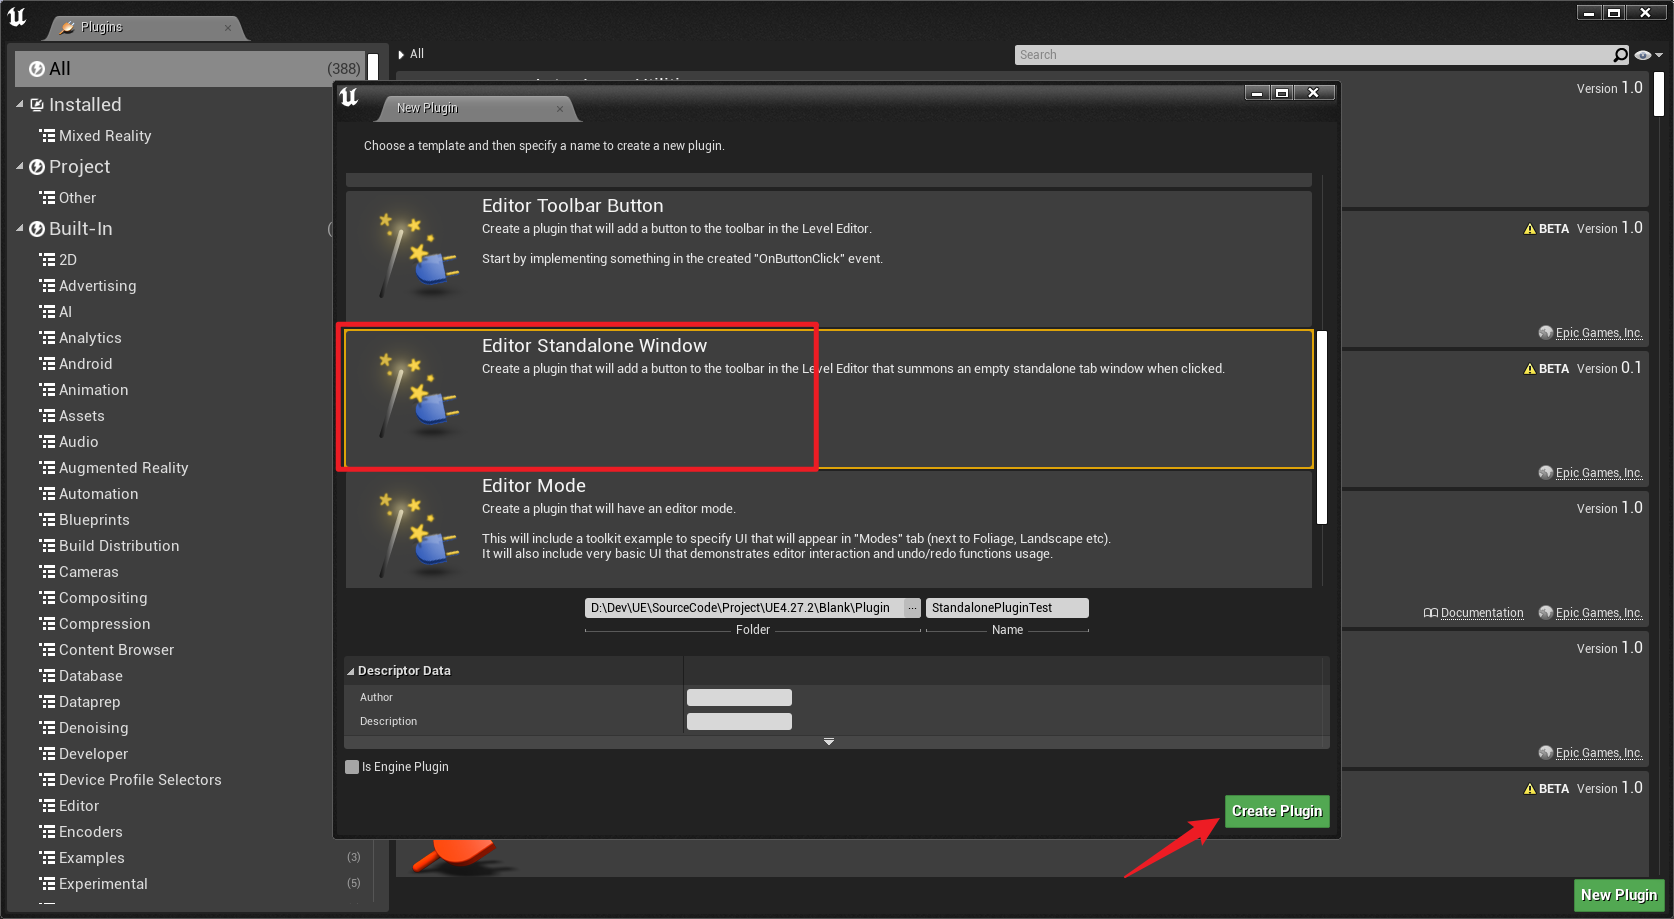 Plugins
All (388)
Installed
Mixed Reality
Project
Other
Built-In
2D
Advertising
AI
Analytics
Android
Animation
Assets
Audio
Augmented Reality
Automation
Blueprints
Build Distribution
Cameras
Compositing
Compression
Content Browser
Database
Dataprep
Denoising
Developer
Device Profile Selectors
Editor
Encoders
Examples (3)
Experimental (5)
All
Search
Version 1.0
BETA Version 1.0
Epic Games, Inc.
BETA Version 0.1
Epic Games, Inc.
Version 1.0
Documentation Epic Games, Inc.
Version 1.0
Epic Games, Inc.
BETA Version 1.0
New Plugin
New Plugin
Choose a template and then specify a name to create a new plugin.
Editor Toolbar Button
Create a plugin that will add a button to the toolbar in the Level Editor.
Start by implementing something in the created "OnButtonClick" event.
Editor Standalone Window
Create a plugin that will add a button to the toolbar in the Level Editor that summons an empty standalone tab window when clicked.
Editor Mode
Create a plugin that will have an editor mode.
This will include a toolkit example to specify UI that will appear in "Modes" tab (next to Foliage, Landscape etc).
It will also include very basic UI that demonstrates editor interaction and undo/redo functions usage.
D:\Dev\UE\SourceCode\Project\UE4.27.2\Blank\Plugin ... StandalonePluginTest
Folder Name
Descriptor Data
Author
Description
Is Engine Plugin
Create Plugin